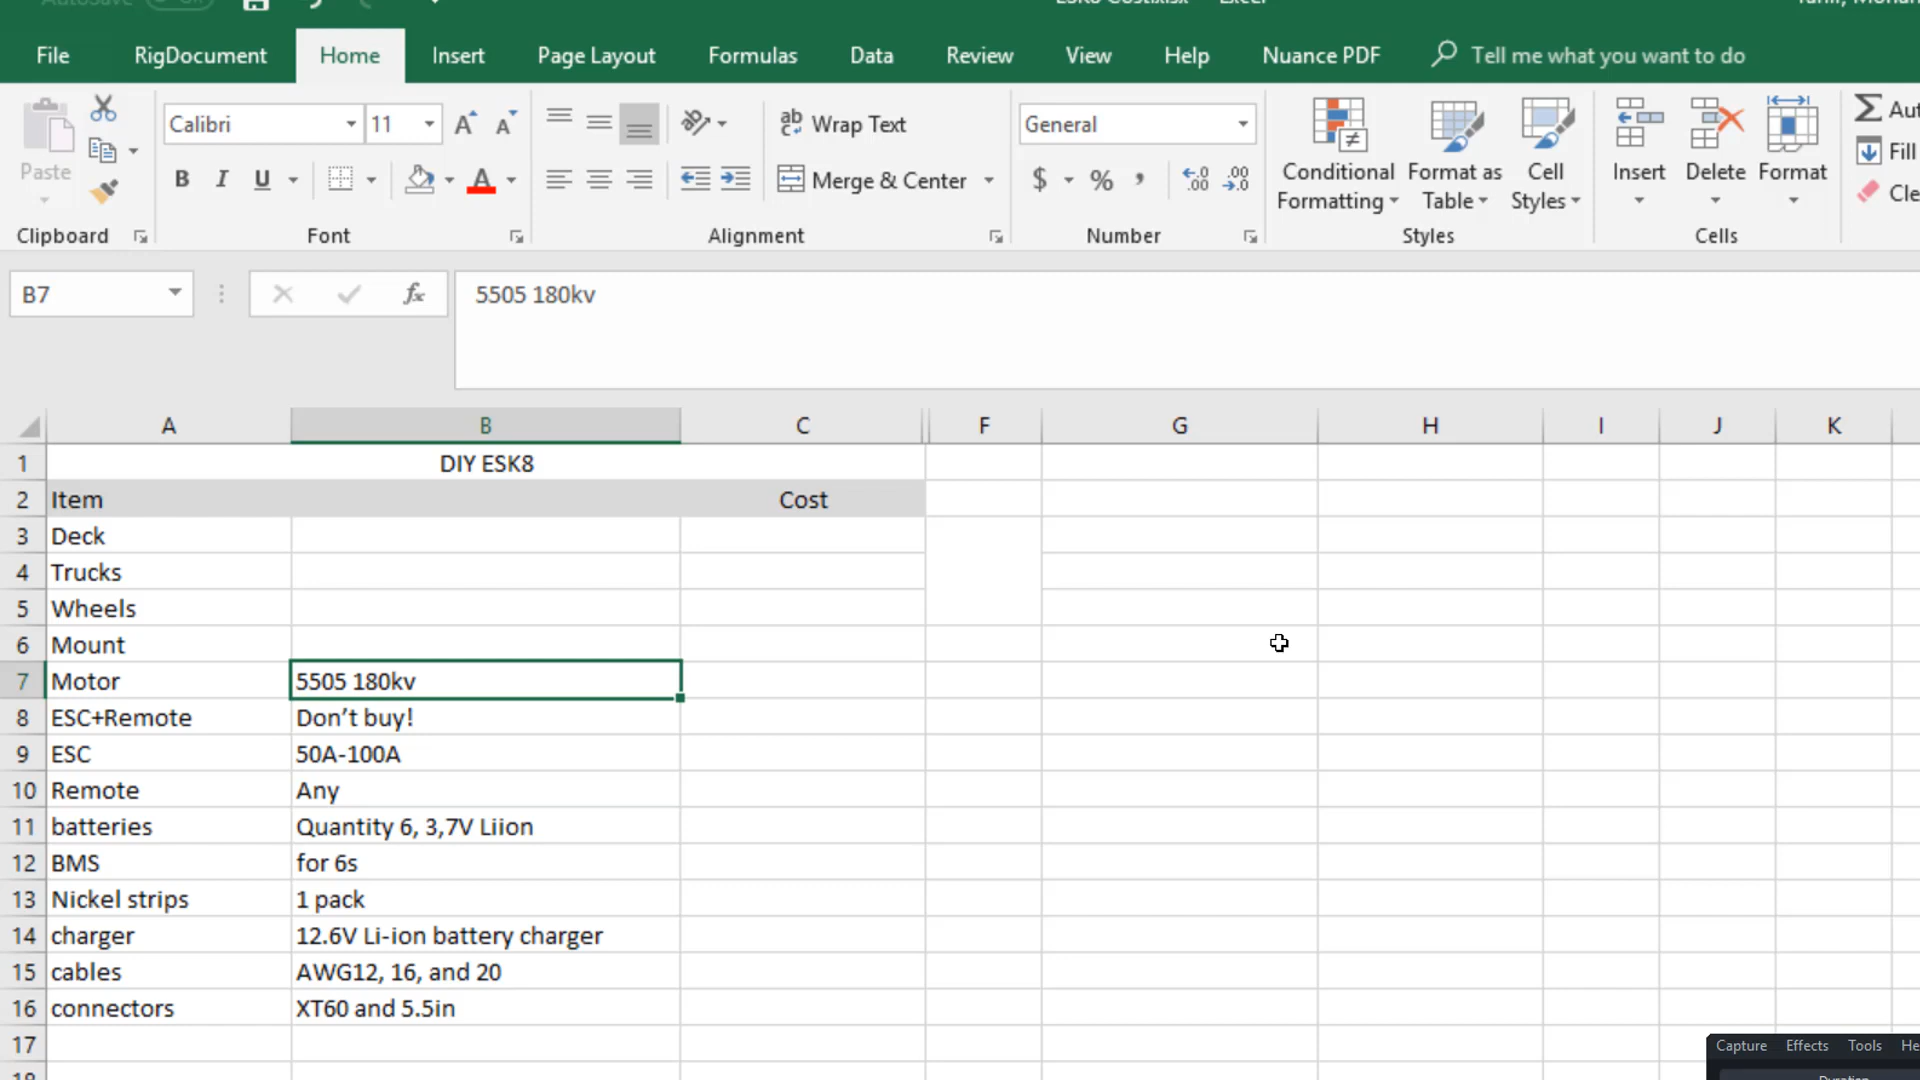 File RigDocument Home Insert Page Layout Formulas Data Review View Help Nuance PDF Tell me what you want to do
Calibri 11 Wrap Text General Conditional Formatting Format as Table Cell Styles Insert Delete Format Fill
Paste B I U A Merge & Center $ % ,
Clipboard Font Alignment Number Styles Cells
B7 fx 5505 180kv
A B C F G H I J K
1 DIY ESK8
2 Item Cost
3 Deck
4 Trucks
5 Wheels
6 Mount
7 Motor 5505 180kv
8 ESC+Remote Don’t buy!
9 ESC 50A-100A
10 Remote Any
11 batteries Quantity 6, 3,7V Liion
12 BMS for 6s
13 Nickel strips 1 pack
14 charger 12.6V Li-ion battery charger
15 cables AWG12, 16, and 20
16 connectors XT60 and 5.5in
17
Capture Effects Tools